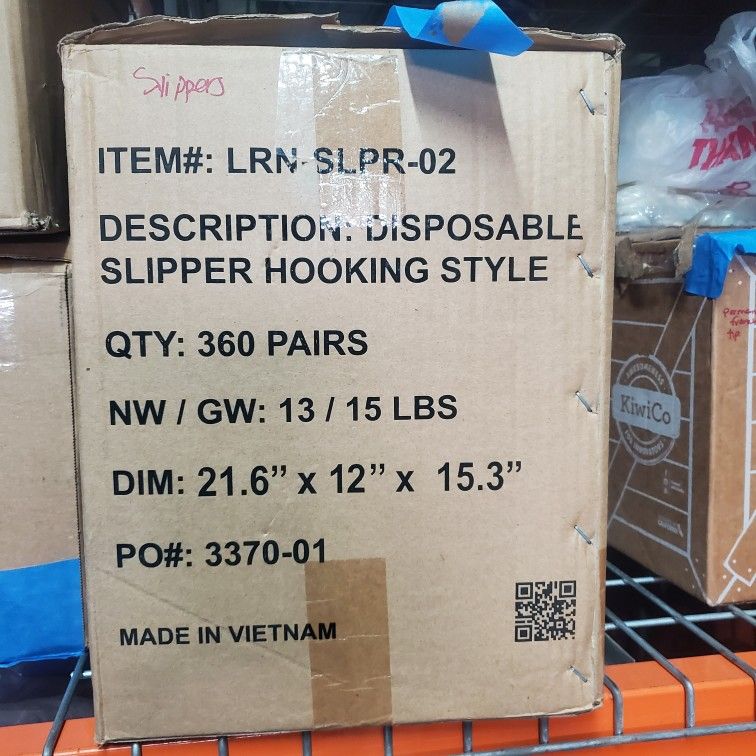 Slippers
ITEM#: LRN-SLPR-02
DESCRIPTION: DISPOSABLE
SLIPPER HOOKING STYLE
QTY: 360 PAIRS
NW / GW: 13 / 15 LBS
DIM: 21.6” x 12” x 15.3”
PO#: 3370-01
MADE IN VIETNAM
KiwiCo